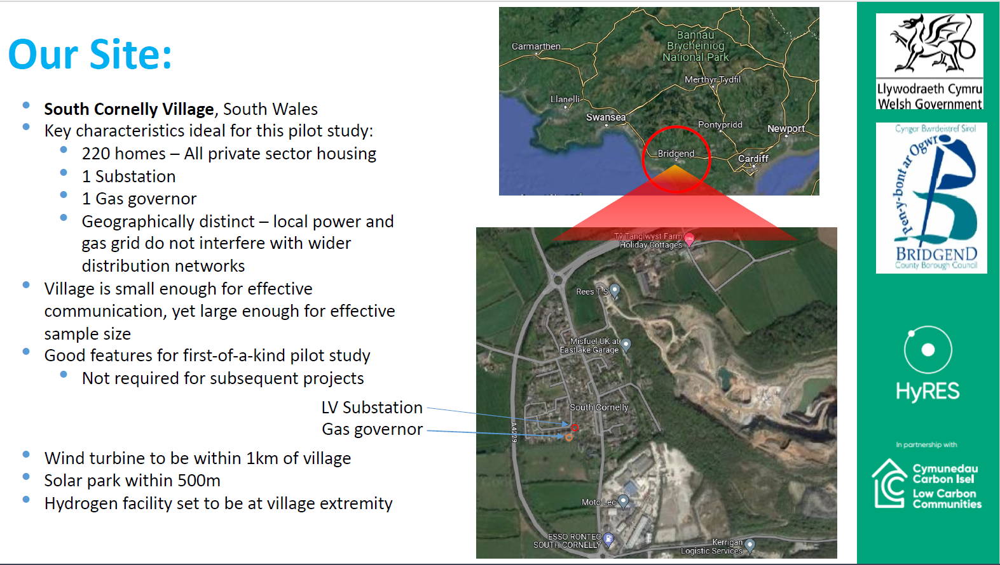 Our Site:
South Cornelly Village, South Wales
Key characteristics ideal for this pilot study:
220 homes – All private sector housing
1 Substation
1 Gas governor
Geographically distinct – local power and
gas grid do not interfere with wider
distribution networks
Village is small enough for effective
communication, yet large enough for effective
sample size
Good features for first-of-a-kind pilot study
Not required for subsequent projects
LV Substation
Gas governor
Wind turbine to be within 1km of village
Solar park within 500m
Hydrogen facility set to be at village extremity
Bannau
Brycheiniog
National Park
Carmarthen
Merthyr Tydfil
Llanelli
Swansea
Pontypridd
Newport
Bridgend
Cardiff
Tŷ Tanglwyst Farm
Holiday Cottages
Rees T S
Misfuel UK at
Eastlake Garage
South Cornelly
A4229
Moto Lec
ESSO RONTEC
SOUTH CORNELLY
Kerrigan
Logistic Services
Llywodraeth Cymru
Welsh Government
Cyngor Bwrdeistref Sirol
Pen-y-bont ar Ogwr
BRIDGEND
County Borough Council
HyRES
In partnership with
Cymunedau
Carbon Isel
Low Carbon
Communities